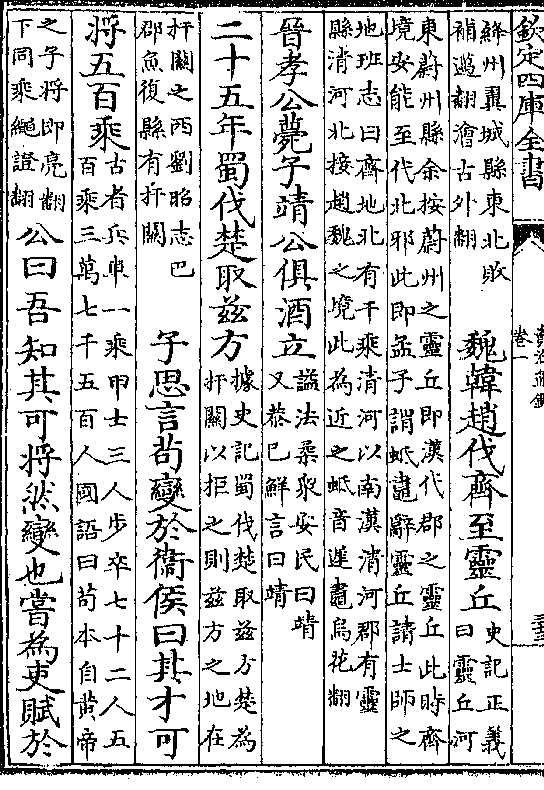 欽定四庫全書
卷一
絳州翼城縣東北敗
補邁翻澮古外翻
魏韓趙伐齊至靈丘
史記正義
曰靈丘河
東蔚州縣余按蔚州之靈丘即漢代郡之靈丘此時齊
境安能至代北邪此即孟子謂蚳鼃辭靈丘請士師之
地班志曰齊地北有千乘清河以南漢清河郡有靈
縣清河北接趙魏之境此為近之蚳音遲鼃烏花翻
晉孝公薨子靖公俱酒立
謚法柔衆安民曰靖
又恭已鮮言曰靖
二十五年蜀伐楚取兹方
據史記蜀伐楚取兹方楚為
扞關以拒之則兹方之地在
扞關之西劉昭志巴
郡魚復縣有扞關
子思言苟變於衛侯曰其才可
將五百乘
古者兵車一乘甲士三人步卒七十二人五
百乘三萬七千五百人國語曰苟本自黄帝
之子將即亮翻
下同乘繩證翻
公曰吾知其可將然變也嘗為吏賦於